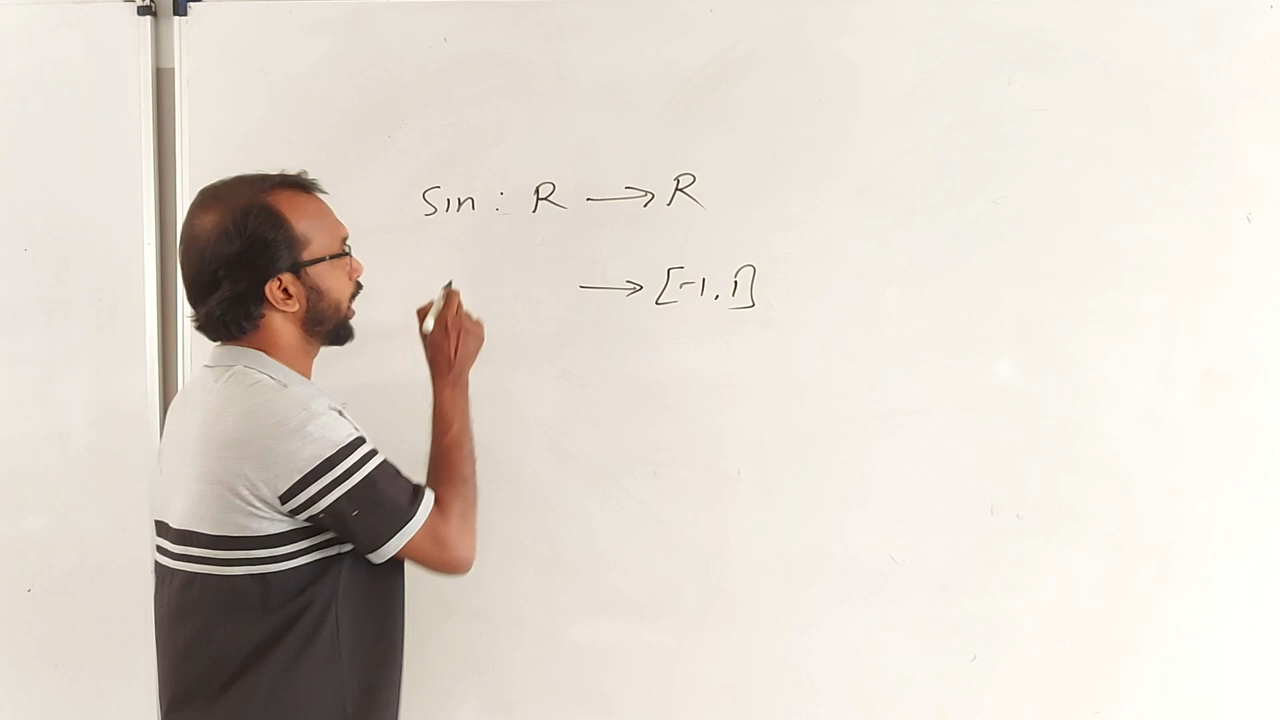 Sin : R → R
→ [-1, 1]